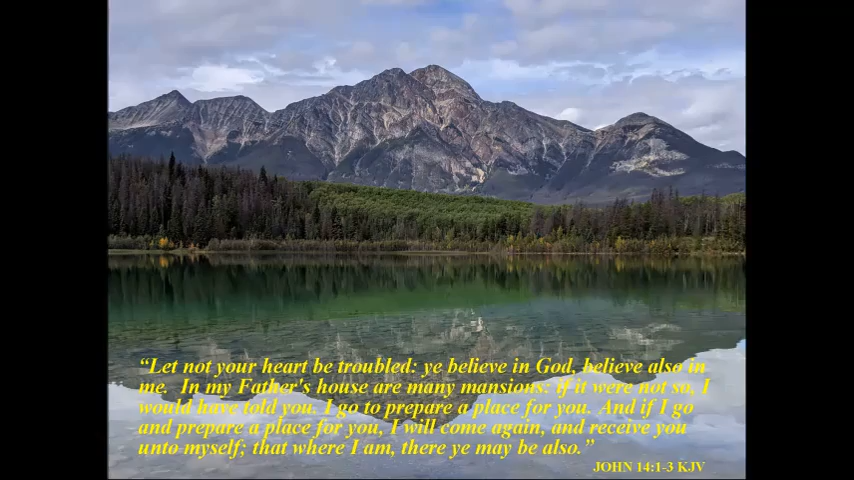 “Let not your heart be troubled: ye believe in God, believe also in
me.  In my Father's house are many mansions: if it were not so, I
would have told you. I go to prepare a place for you.  And if I go
and prepare a place for you, I will come again, and receive you
unto myself; that where I am, there ye may be also.”
JOHN 14:1-3 KJV